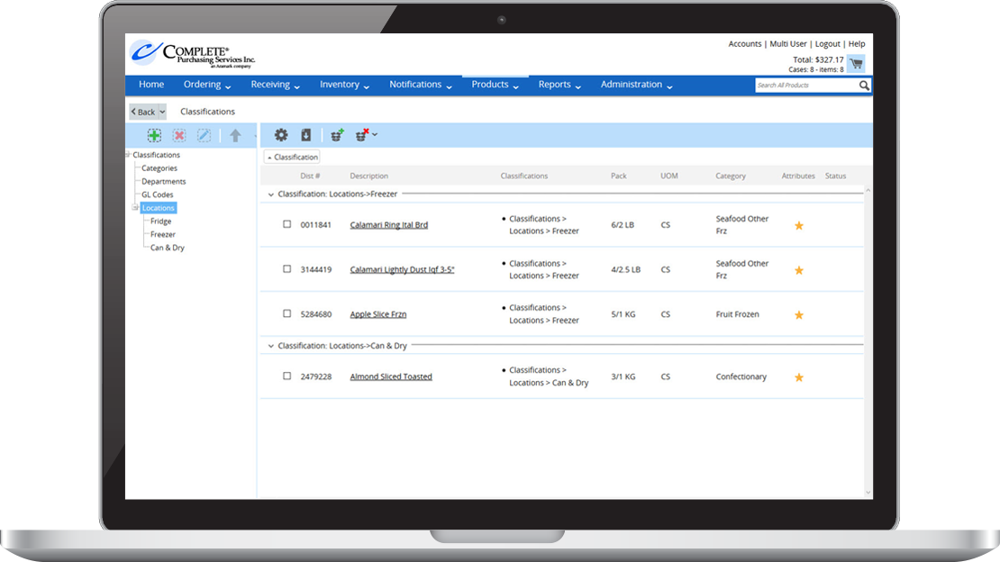 COMPLETE®
Purchasing Services Inc.
an Aramark company
Accounts | Multi User | Logout | Help
Total: $327.17
Cases: 8 - items: 8
Home Ordering Receiving Inventory Notifications Products Reports Administration Search All Products
Back Classifications
Classifications
Categories
Departments
GL Codes
Locations
Fridge
Freezer
Can & Dry
Classification
Dist # Description Classifications Pack UOM Category Attributes Status
Classification: Locations->Freezer
0011841 Calamari Ring Ital Brd • Classifications > Locations > Freezer 6/2 LB CS Seafood Other Frz
3144419 Calamari Lightly Dust Iqf 3-5" • Classifications > Locations > Freezer 4/2.5 LB CS Seafood Other Frz
5284680 Apple Slice Frzn • Classifications > Locations > Freezer 5/1 KG CS Fruit Frozen
Classification: Locations->Can & Dry
2479228 Almond Sliced Toasted • Classifications > Locations > Can & Dry 3/1 KG CS Confectionary